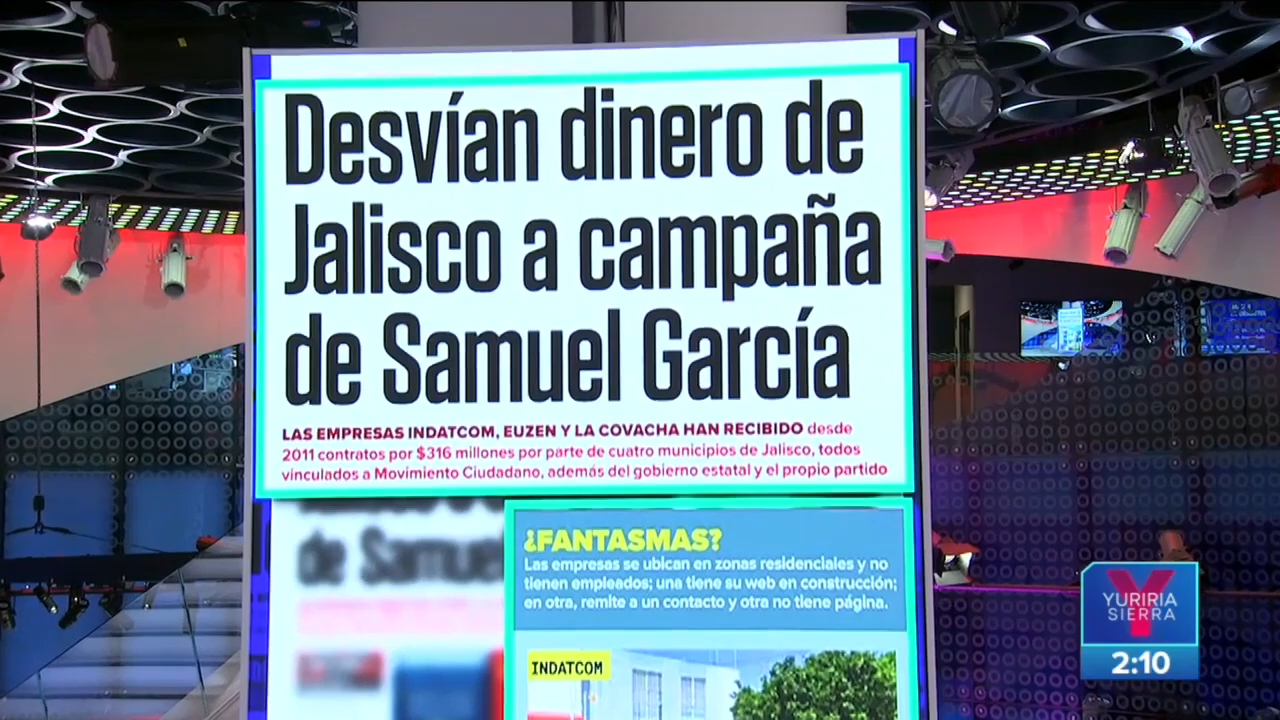 Desvían dinero de
Jalisco a campaña
de Samuel García
LAS EMPRESAS INDATCOM, EUZEN Y LA COVACHA HAN RECIBIDO desde
2011 contratos por $316 millones por parte de cuatro municipios de Jalisco, todos
vinculados a Movimiento Ciudadano, además del gobierno estatal y el propio partido
de Samuel
¿FANTASMAS?
Las empresas se ubican en zonas residenciales y no
tienen empleados; una tiene su web en construcción;
en otra, remite a un contacto y otra no tiene página.
INDATCOM
YURIRIA
SIERRA
2:10